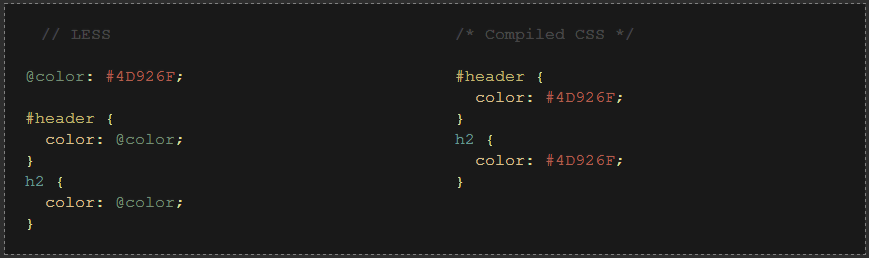 // LESS
@color: #4D926F;
#header {
  color: @color;
}
h2 {
  color: @color;
}
/* Compiled CSS */
#header {
  color: #4D926F;
}
h2 {
  color: #4D926F;
}